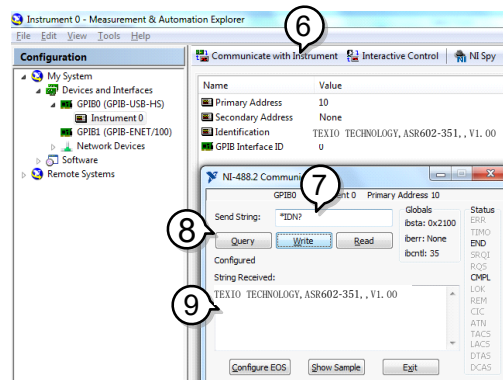 Instrument 0 - Measurement & Automation Explorer
6
File Edit View Tools Help
Configuration
Communicate with Instrument Interactive Control NI Spy
My System
Devices and Interfaces
GPIB0 (GPIB-USB-HS)
Instrument 0
GPIB1 (GPIB-ENET/100)
Network Devices
Software
Remote Systems
Name Value
Primary Address 10
Secondary Address None
Identification TEXIO TECHNOLOGY,ASR602-351,,V1.00
GPIB Interface ID 0
NI-488.2
7
GPIB0 0 Primary Address 10
Send String: *IDN?
8
Query Write Read
Configured
String Received:
9
TEXIO TECHNOLOGY,ASR602-351,,V1.00
Configure EOS Show Sample Exit
Globals
ibsta: 0x2100
iberr: None
ibcntl: 35
Status
ERR
TIMO
END
SRQI
RQS
CMPL
LOK
REM
CIC
ATN
TACS
LACS
DTAS
DCAS